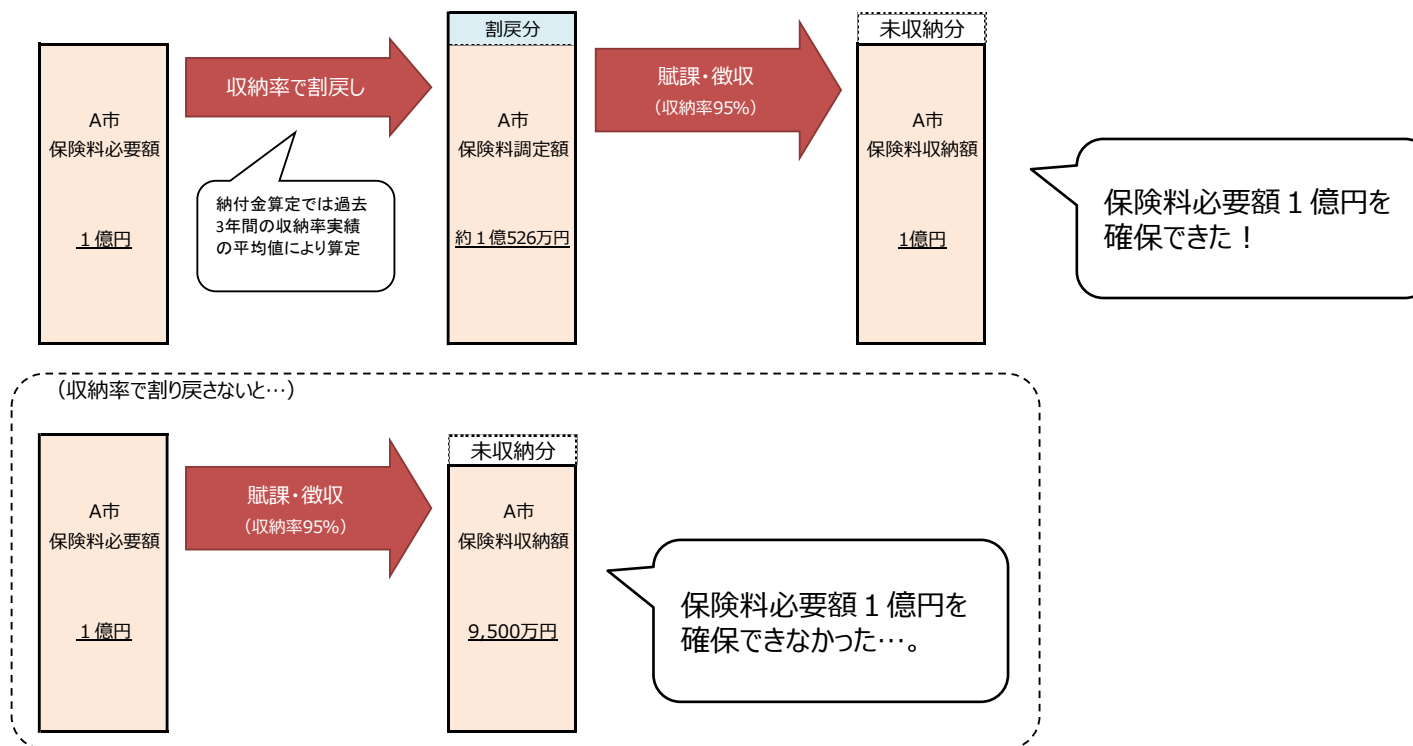 割戻分
未収納分
A市
保険料必要額
1億円
収納率で割戻し
納付金算定では過去
3年間の収納率実績
の平均値により算定
A市
保険料調定額
約1億526万円
賦課・徴収
(収納率95%)
A市
保険料収納額
1億円
保険料必要額1億円を
確保できた!
(収納率で割り戻さないと…)
A市
保険料必要額
1億円
賦課・徴収
(収納率95%)
未収納分
A市
保険料収納額
9,500万円
保険料必要額1億円を
確保できなかった…。